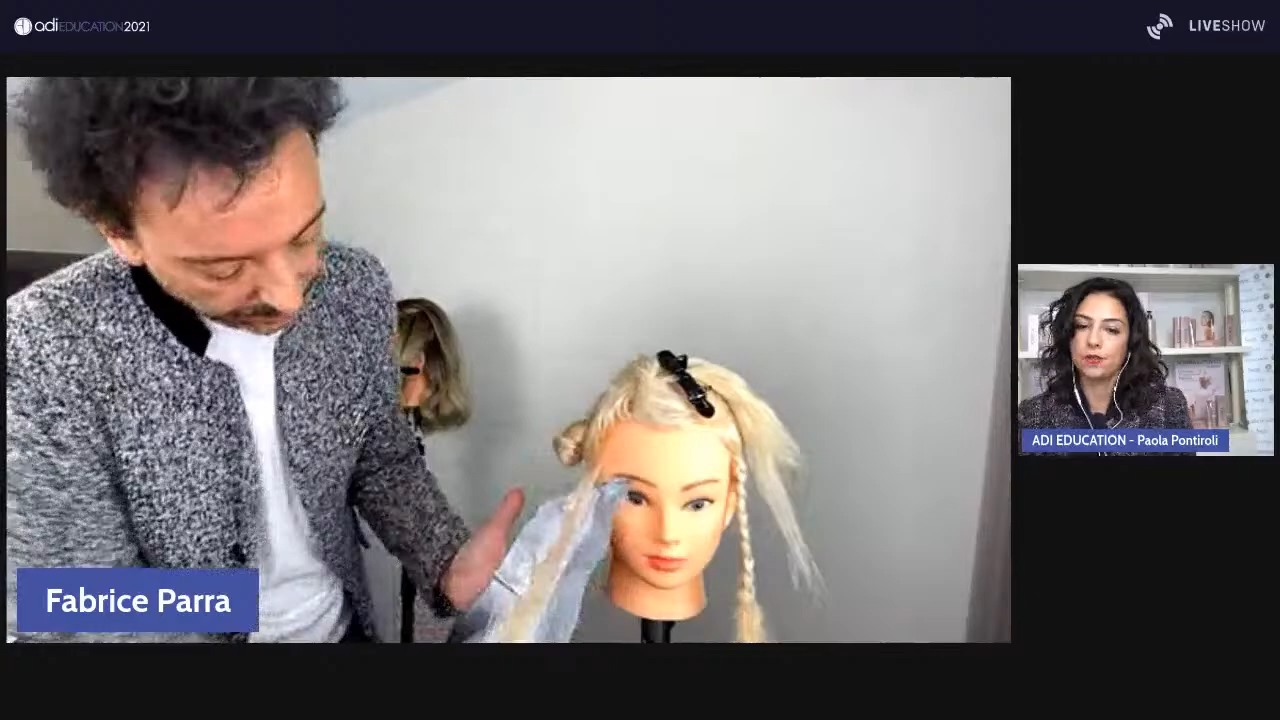 adiEDUCATION2021
LIVESHOW
Fabrice Parra
ADI EDUCATION - Paola Pontiroli